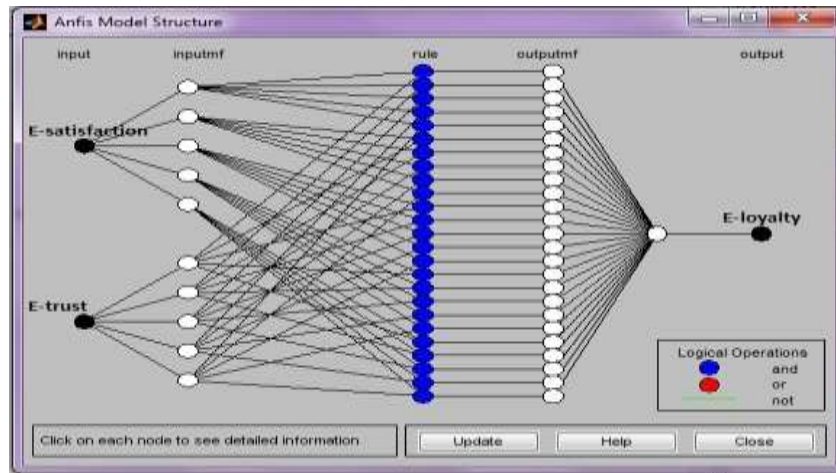 Anfis Model Structure
input inputmf rule outputmf output
E-satisfaction
E-loyalty
E-trust
Logical Operations
and
or
not
Click on each node to see detailed information
Update Help Close